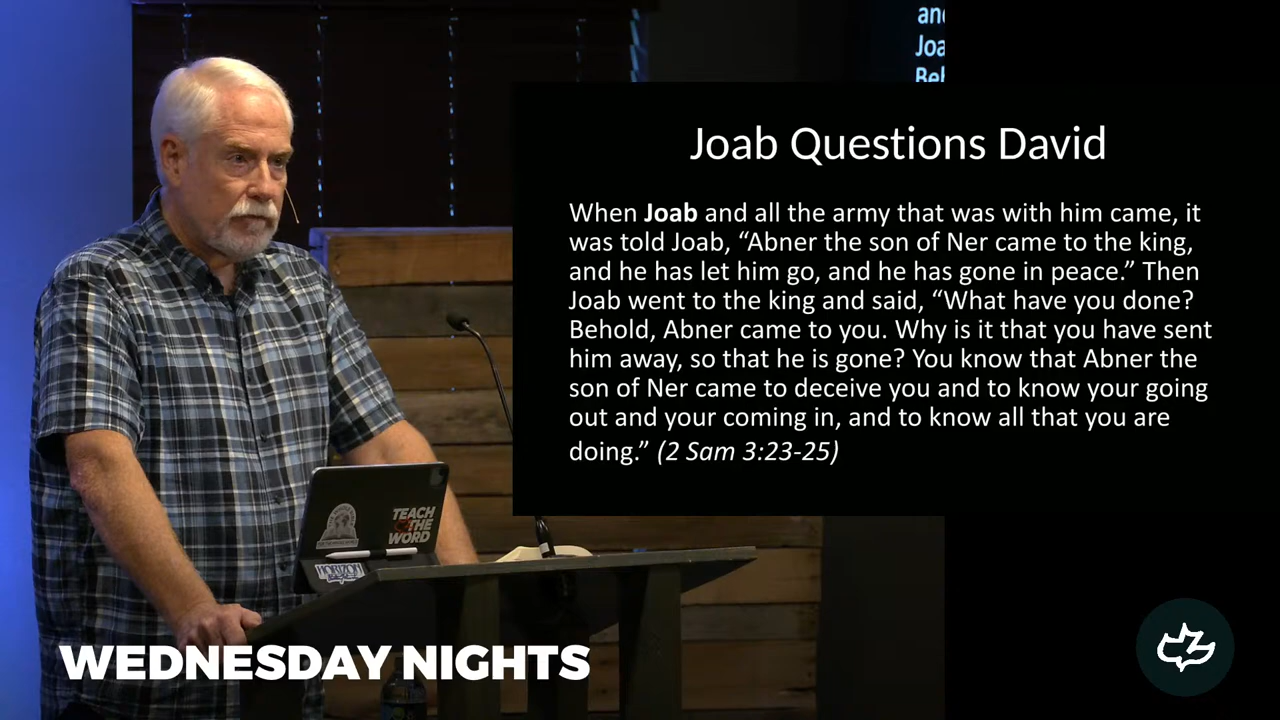 and
Joa
Beh
Joab Questions David
When Joab and all the army that was with him came, it
was told Joab, “Abner the son of Ner came to the king,
and he has let him go, and he has gone in peace.” Then
Joab went to the king and said, “What have you done?
Behold, Abner came to you. Why is it that you have sent
him away, so that he is gone? You know that Abner the
son of Ner came to deceive you and to know your going
out and your coming in, and to know all that you are
doing.” (2 Sam 3:23-25)
TEACH
THE
WORD
HORIZON
WEDNESDAY NIGHTS